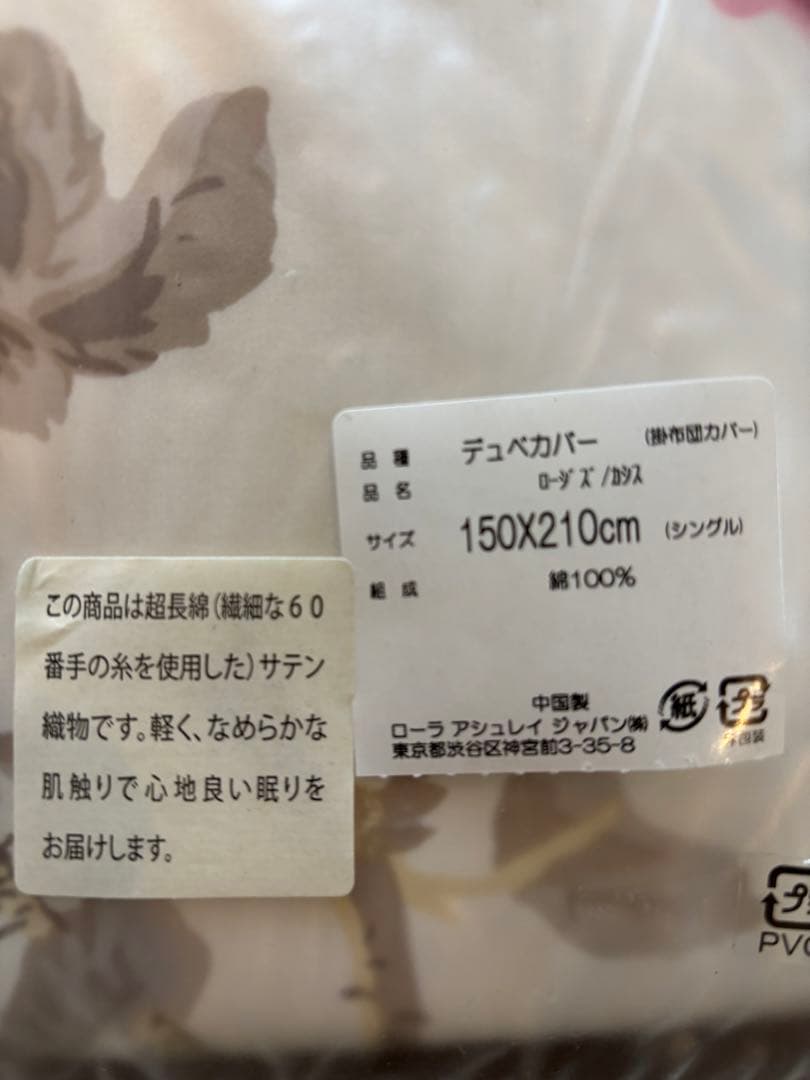 品種 デュベカバー (掛布団カバー)
品名 ローズズ/カシス
サイズ 150X210cm (シングル)
組成 綿100%
中国製
ローラ アシュレイ ジャパン(株)
東京都渋谷区神宮前3-35-8
紙
プラ
外包装
この商品は超長綿(繊細な60
番手の糸を使用した)サテン
織物です。軽く、なめらかな
肌触りで心地良い眠りを
お届けします。
プ
PVC